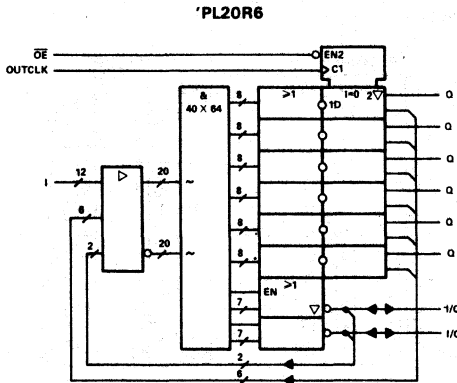 'PL20R6
OE
EN2
OUTCLK
C1
&
40 X 64
8
≥1
1D
I=0
2▽
Q
8
Q
8
Q
I
12
▷
20
~
8
Q
6
8
Q
2
20
~
8
Q
EN
≥1
7
▽
I/O
7
I/O
2
6